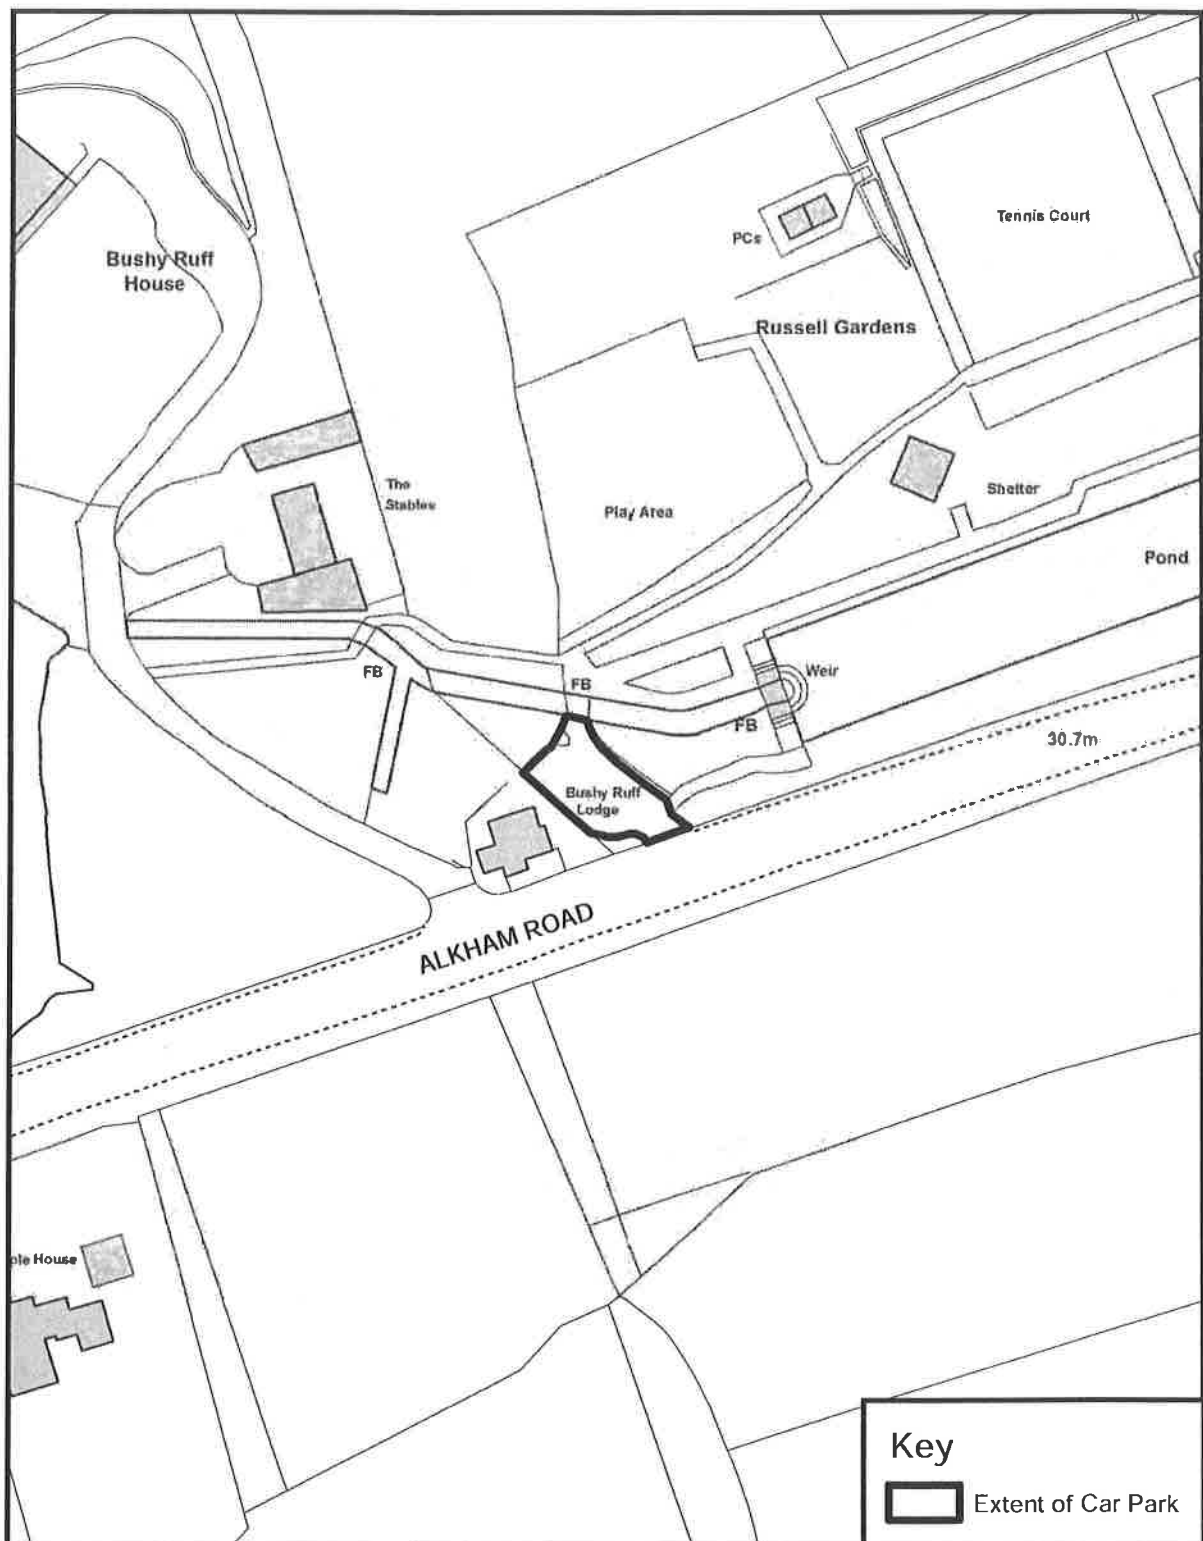 Bushy Ruff
House
PCs
Tennis Court
Russell Gardens
The
Stables
Play Area
Shelter
Pond
FB
FB
Weir
FB
30.7m
Bushy Ruff
Lodge
ALKHAM ROAD
ole House
Key
Extent of Car Park